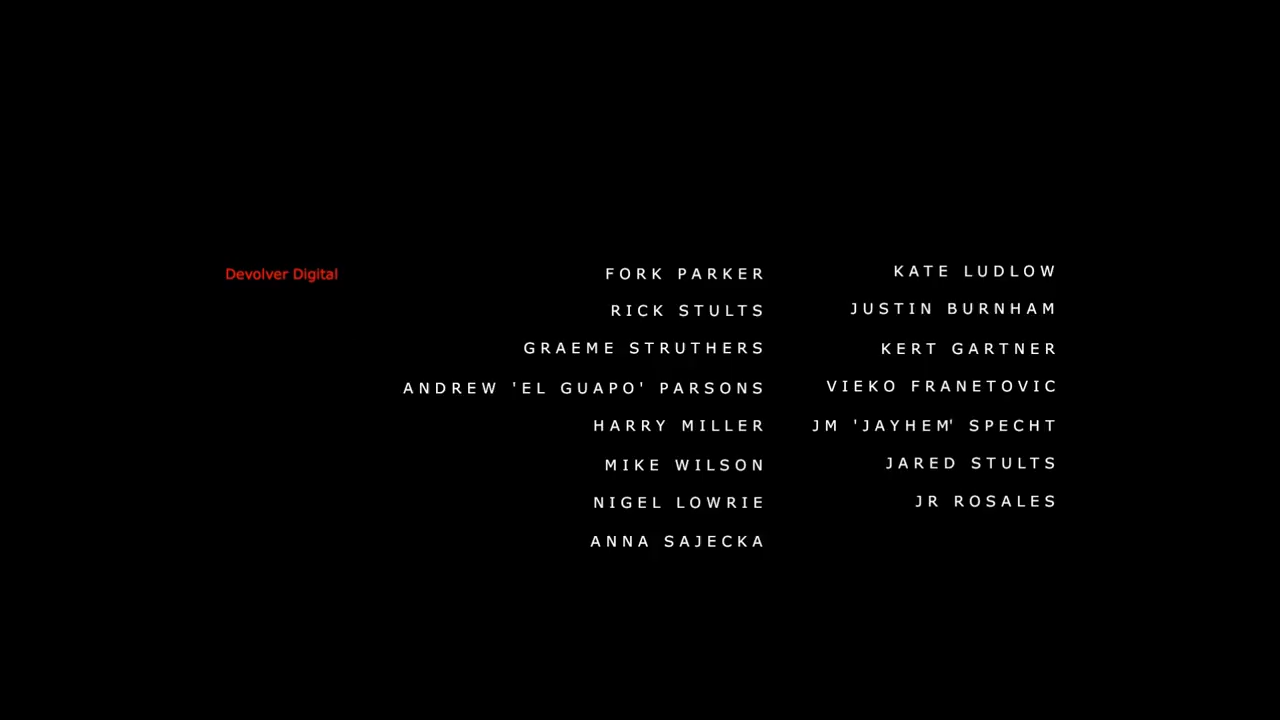 Devolver Digital
FORK PARKER
RICK STULTS
GRAEME STRUTHERS
ANDREW 'EL GUAPO' PARSONS
HARRY MILLER
MIKE WILSON
NIGEL LOWRIE
ANNA SAJECKA
KATE LUDLOW
JUSTIN BURNHAM
KERT GARTNER
VIEKO FRANETOVIC
JM 'JAYHEM' SPECHT
JARED STULTS
JR ROSALES